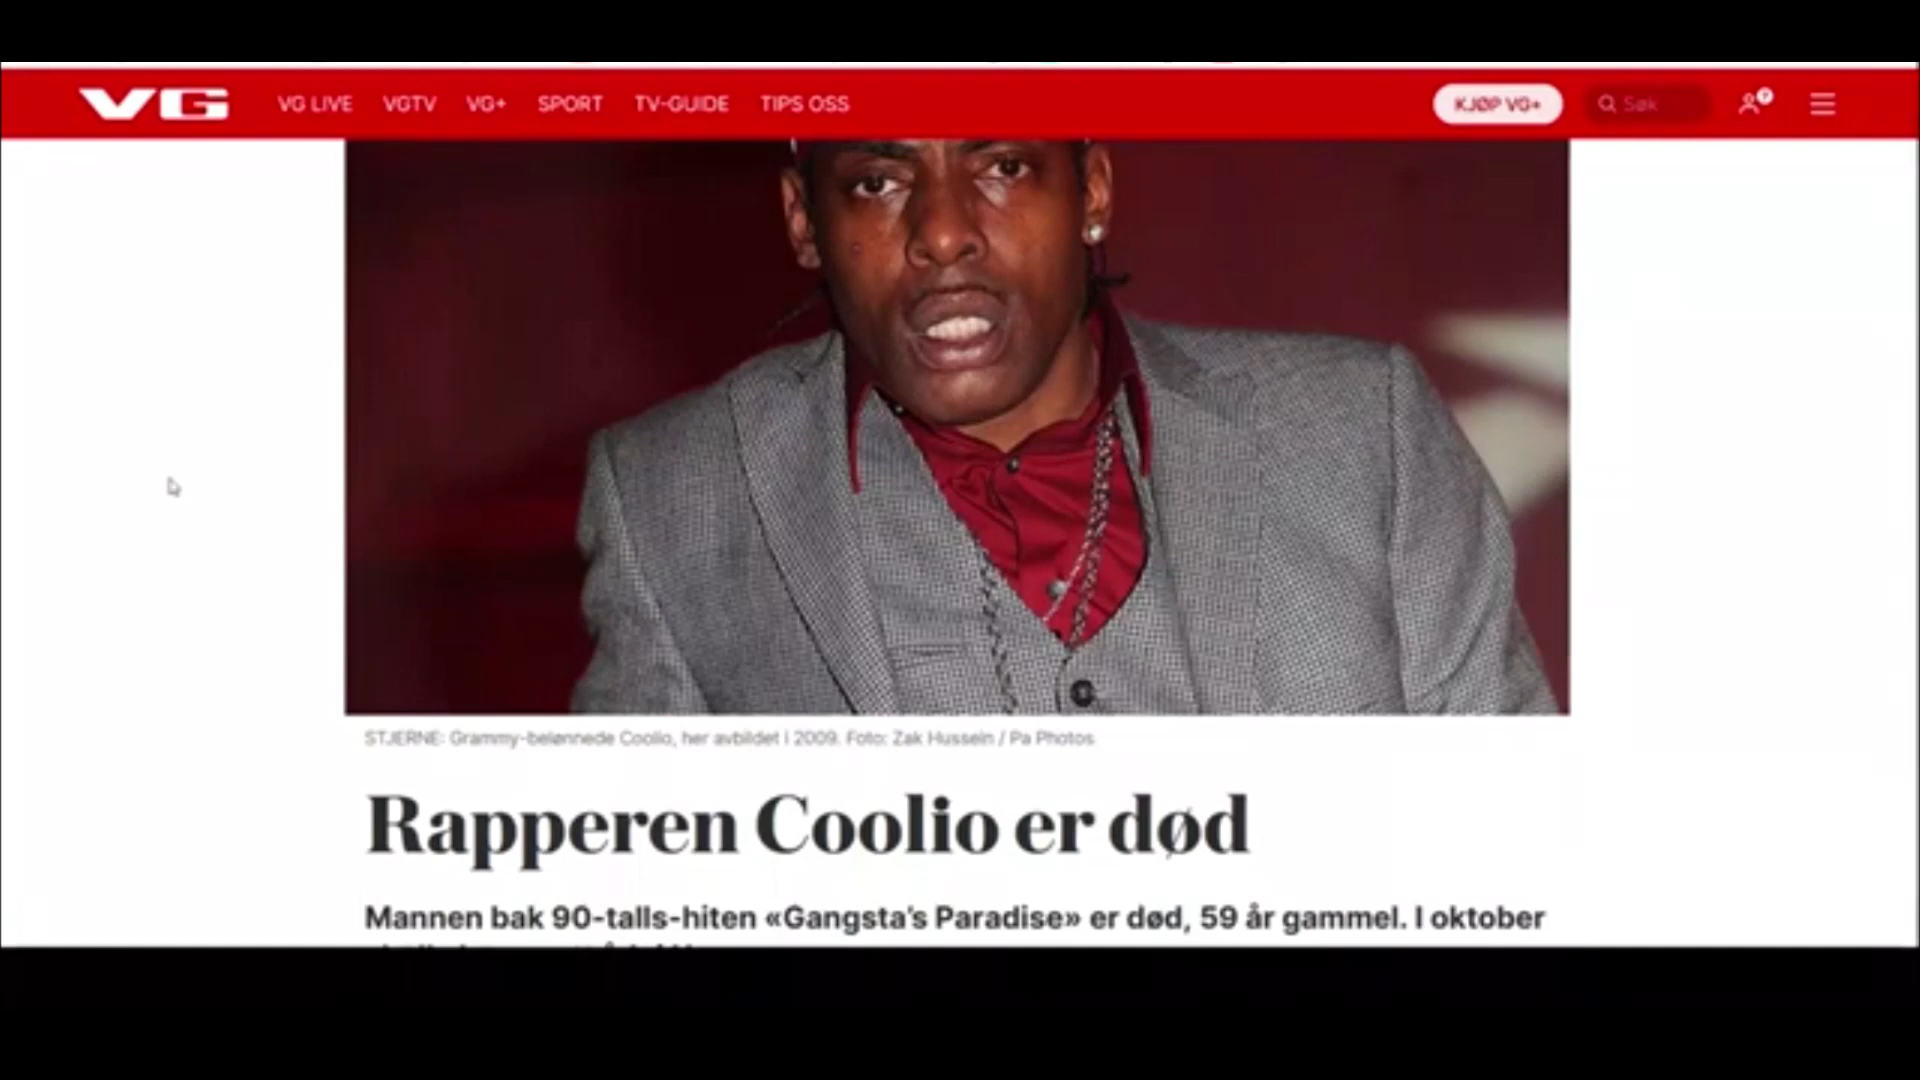 VG VG LIVE VGTV VG+ SPORT TV-GUIDE TIPS OSS KJØP VG+ Søk
STJERNE: Grammy-belønnede Coolio, her avbildet i 2009. Foto: Zak Hussein / Pa Photos
Rapperen Coolio er død
Mannen bak 90-talls-hiten «Gangsta’s Paradise» er død, 59 år gammel. I oktober